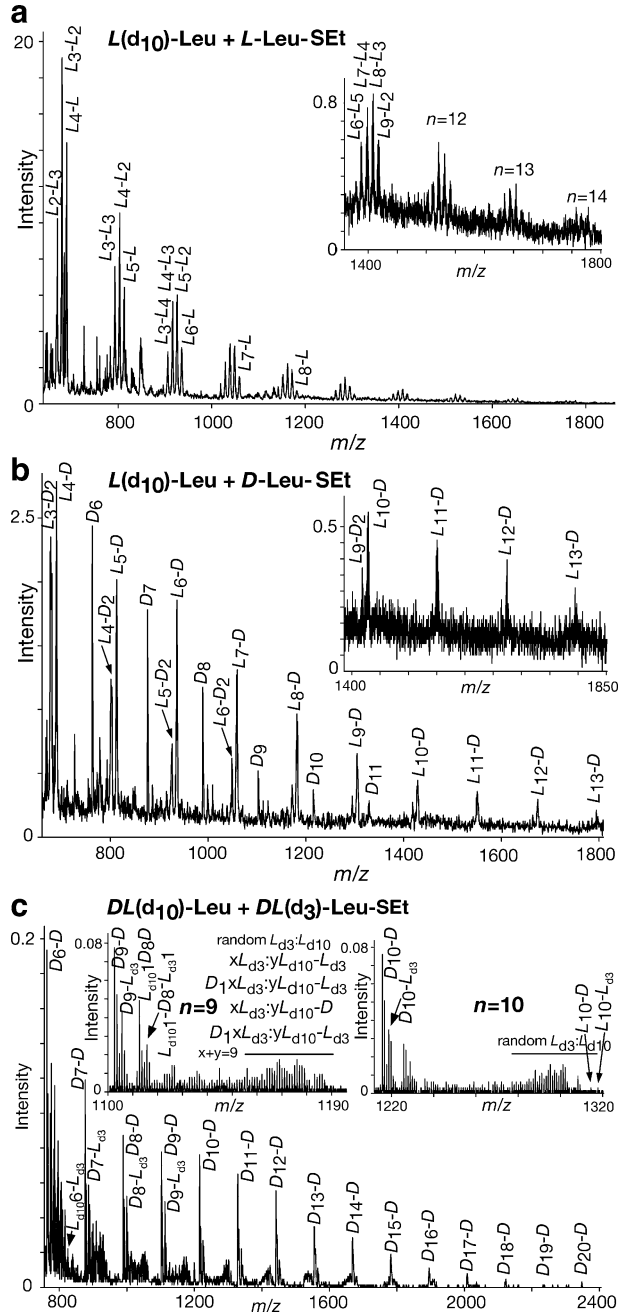 a
L(d10)-Leu + L-Leu-SEt
20
Intensity
0
L2-L3
L3-L2
L4-L
L3-L3
L4-L2
L5-L
L3-L4
L4-L3
L5-L2
L6-L
L7-L
L8-L
800
1000
1200
1400
1600
1800
m/z
0.8
0
L6-L5
L7-L4
L8-L3
L9-L2
n=12
n=13
n=14
1400
1800
m/z
b
L(d10)-Leu + D-Leu- SEt
2.5
Intensity
0
L3-D2
L4-D
D6
L4-D2
L5-D
D7
L5-D2
L6-D
D8
L6-D2
L7-D
D9
L8-D
D10
L9-D
D11
L10-D
L11-D
L12-D
L13-D
800
1000
1200
1400
1600
1800
m/z
0.5
0
L9-D2
L10-D
L11-D
L12-D
L13-D
1400
1850
m/z
c
DL(d10)-Leu + DL(d3)-Leu-SEt
0.2
Intensity
0
D6-D
Ld106-Ld3
D7-D
D7-Ld3
D8-D
D8-Ld3
D9-D
D9-Ld3
D10-D
D11-D
D12-D
D13-D
D14-D
D15-D
D16-D
D17-D
D18-D
D19-D
D20-D
800
1200
1600
2000
2400
m/z
0.08
Intensity
0
D9-D
D9-Ld3
Ld101D8D
Ld101-D8-Ld31
n=9
random Ld3:Ld10
xLd3:yLd10-Ld3
D1xLd3:yLd10-Ld3
xLd3:yLd10-D
D1xLd3:yLd10-Ld3
x+y=9
1100
m/z
1190
0.08
Intensity
0
D10-D
D10-Ld3
n=10
random Ld3:Ld10
L10-D
L10-Ld3
1220
m/z
1320